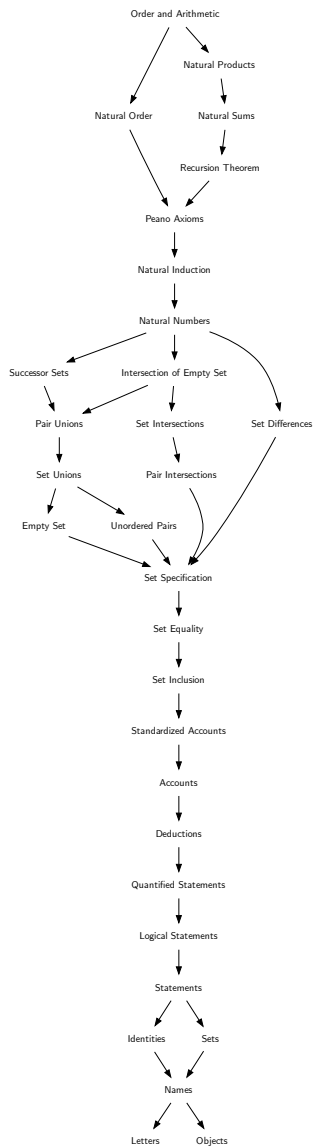 Order and Arithmetic
Natural Products
Natural Order
Natural Sums
Recursion Theorem
Peano Axioms
Natural Induction
Natural Numbers
Successor Sets
Intersection of Empty Set
Pair Unions
Set Intersections
Set Differences
Set Unions
Pair Intersections
Empty Set
Unordered Pairs
Set Specification
Set Equality
Set Inclusion
Standardized Accounts
Accounts
Deductions
Quantified Statements
Logical Statements
Statements
Identities
Sets
Names
Letters
Objects